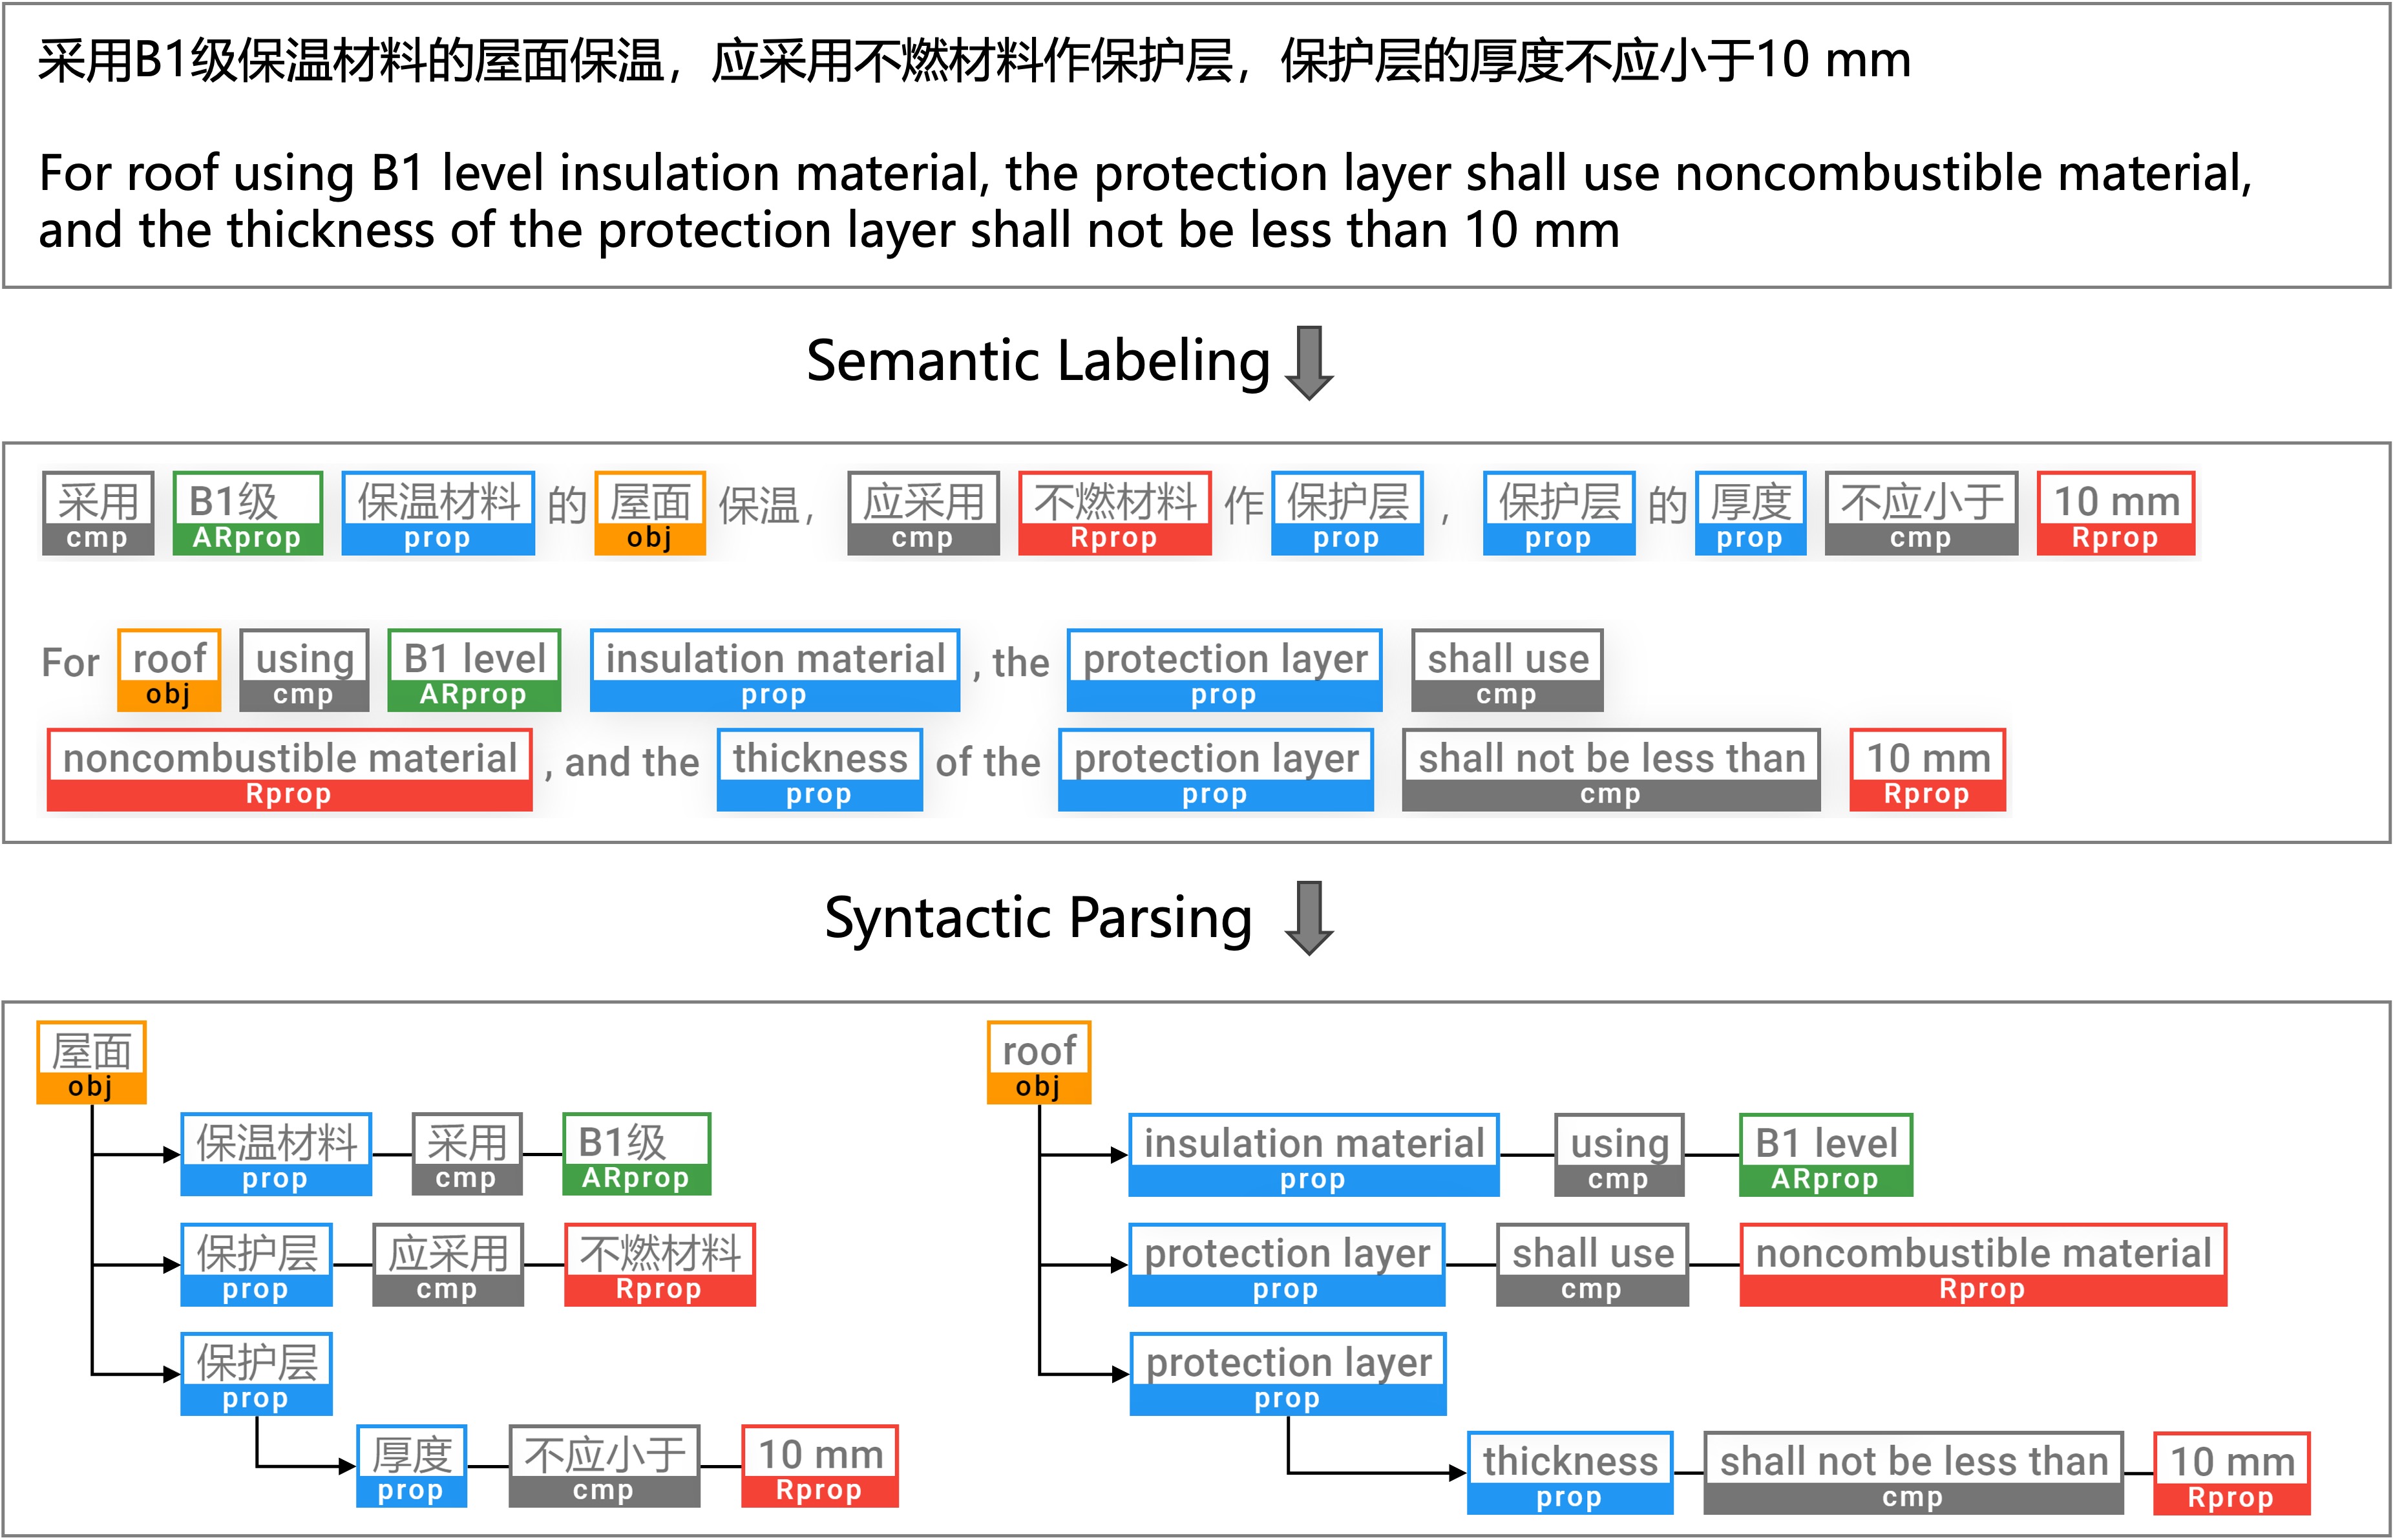 采用B1级保温材料的屋面保温，应采用不燃材料作保护层，保护层的厚度不应小于10 mm
For roof using B1 level insulation material, the protection layer shall use noncombustible material,
and the thickness of the protection layer shall not be less than 10 mm
Semantic Labeling
采用 B1级 保温材料 的 屋面 保温， 应采用 不燃材料 作 保护层 ， 保护层 的 厚度 不应小于 10 mm
cmp ARprop prop obj cmp Rprop prop prop prop cmp Rprop
For roof using B1 level insulation material , the protection layer shall use
obj cmp ARprop prop prop cmp
noncombustible material , and the thickness of the protection layer shall not be less than 10 mm
Rprop prop prop cmp Rprop
Syntactic Parsing
屋面
obj
保温材料 采用 B1级
prop cmp ARprop
保护层 应采用 不燃材料
prop cmp Rprop
保护层
prop
厚度 不应小于 10 mm
prop cmp Rprop
roof
obj
insulation material using B1 level
prop cmp ARprop
protection layer shall use noncombustible material
prop cmp Rprop
protection layer
prop
thickness shall not be less than 10 mm
prop cmp Rprop